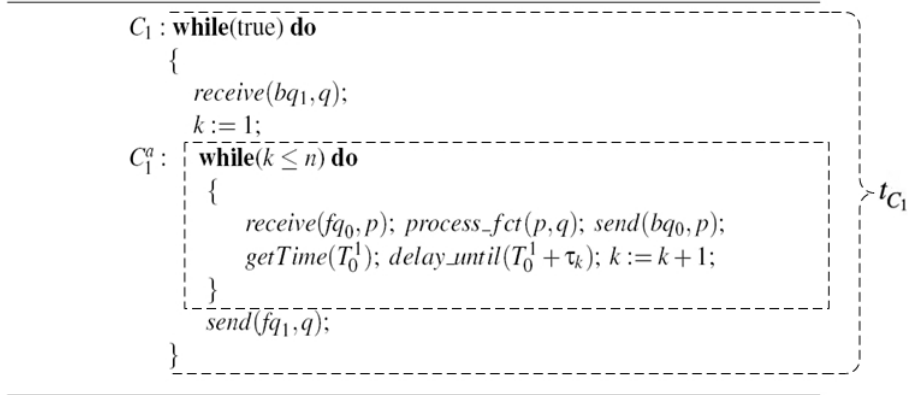 C₁ : while(true) do
{
receive(bq₁,q);
k := 1;
C₁ᵃ : while(k ≤ n) do
{
receive(fq₀,p); process_fct(p,q); send(bq₀,p);
getTime(T₀¹); delay_until(T₀¹ + τₖ); k := k+1;
}
send(fq₁,q);
}
t_C₁